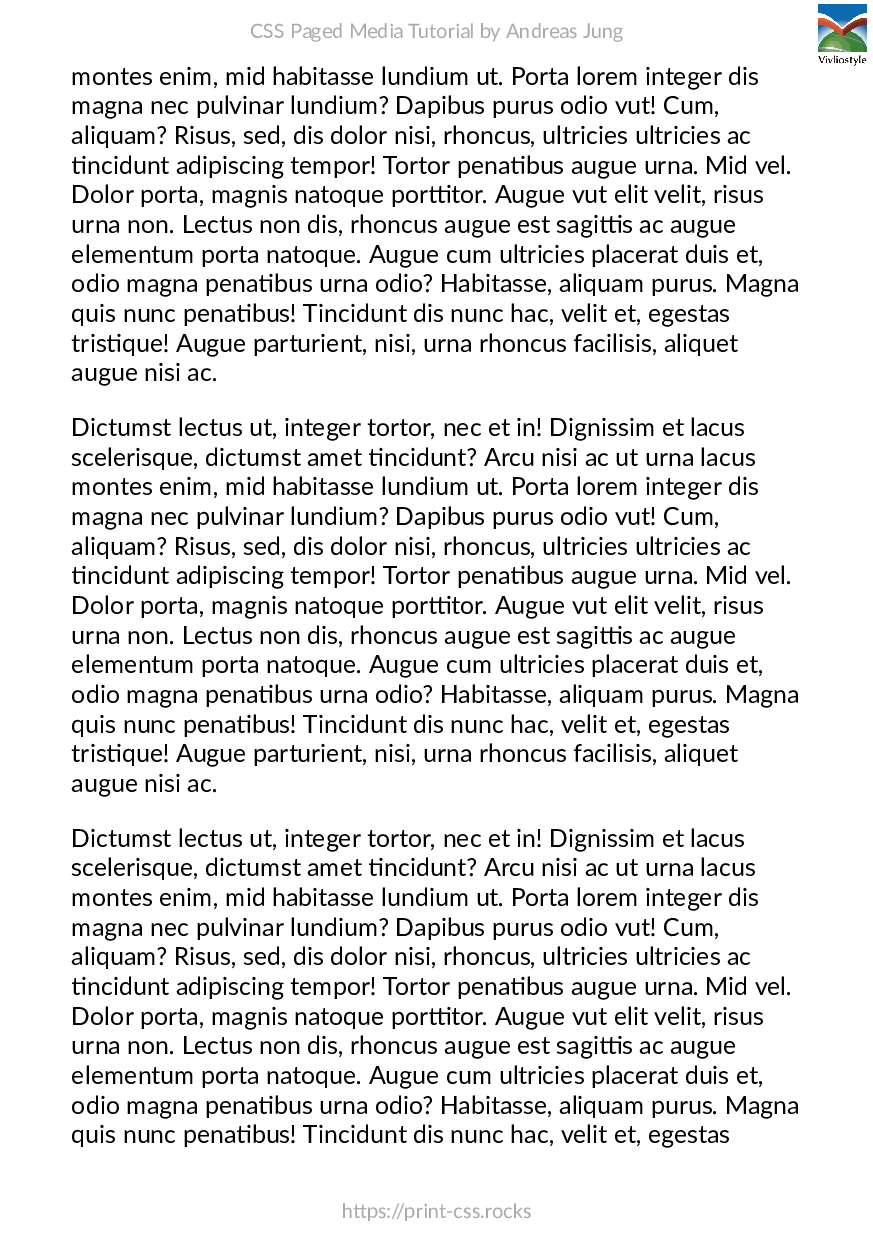 CSS Paged Media Tutorial by Andreas Jung
Vivliostyle
montes enim, mid habitasse lundium ut. Porta lorem integer dis
magna nec pulvinar lundium? Dapibus purus odio vut! Cum,
aliquam? Risus, sed, dis dolor nisi, rhoncus, ultricies ultricies ac
tincidunt adipiscing tempor! Tortor penatibus augue urna. Mid vel.
Dolor porta, magnis natoque porttitor. Augue vut elit velit, risus
urna non. Lectus non dis, rhoncus augue est sagittis ac augue
elementum porta natoque. Augue cum ultricies placerat duis et,
odio magna penatibus urna odio? Habitasse, aliquam purus. Magna
quis nunc penatibus! Tincidunt dis nunc hac, velit et, egestas
tristique! Augue parturient, nisi, urna rhoncus facilisis, aliquet
augue nisi ac.
Dictumst lectus ut, integer tortor, nec et in! Dignissim et lacus
scelerisque, dictumst amet tincidunt? Arcu nisi ac ut urna lacus
montes enim, mid habitasse lundium ut. Porta lorem integer dis
magna nec pulvinar lundium? Dapibus purus odio vut! Cum,
aliquam? Risus, sed, dis dolor nisi, rhoncus, ultricies ultricies ac
tincidunt adipiscing tempor! Tortor penatibus augue urna. Mid vel.
Dolor porta, magnis natoque porttitor. Augue vut elit velit, risus
urna non. Lectus non dis, rhoncus augue est sagittis ac augue
elementum porta natoque. Augue cum ultricies placerat duis et,
odio magna penatibus urna odio? Habitasse, aliquam purus. Magna
quis nunc penatibus! Tincidunt dis nunc hac, velit et, egestas
tristique! Augue parturient, nisi, urna rhoncus facilisis, aliquet
augue nisi ac.
Dictumst lectus ut, integer tortor, nec et in! Dignissim et lacus
scelerisque, dictumst amet tincidunt? Arcu nisi ac ut urna lacus
montes enim, mid habitasse lundium ut. Porta lorem integer dis
magna nec pulvinar lundium? Dapibus purus odio vut! Cum,
aliquam? Risus, sed, dis dolor nisi, rhoncus, ultricies ultricies ac
tincidunt adipiscing tempor! Tortor penatibus augue urna. Mid vel.
Dolor porta, magnis natoque porttitor. Augue vut elit velit, risus
urna non. Lectus non dis, rhoncus augue est sagittis ac augue
elementum porta natoque. Augue cum ultricies placerat duis et,
odio magna penatibus urna odio? Habitasse, aliquam purus. Magna
quis nunc penatibus! Tincidunt dis nunc hac, velit et, egestas
https://print-css.rocks